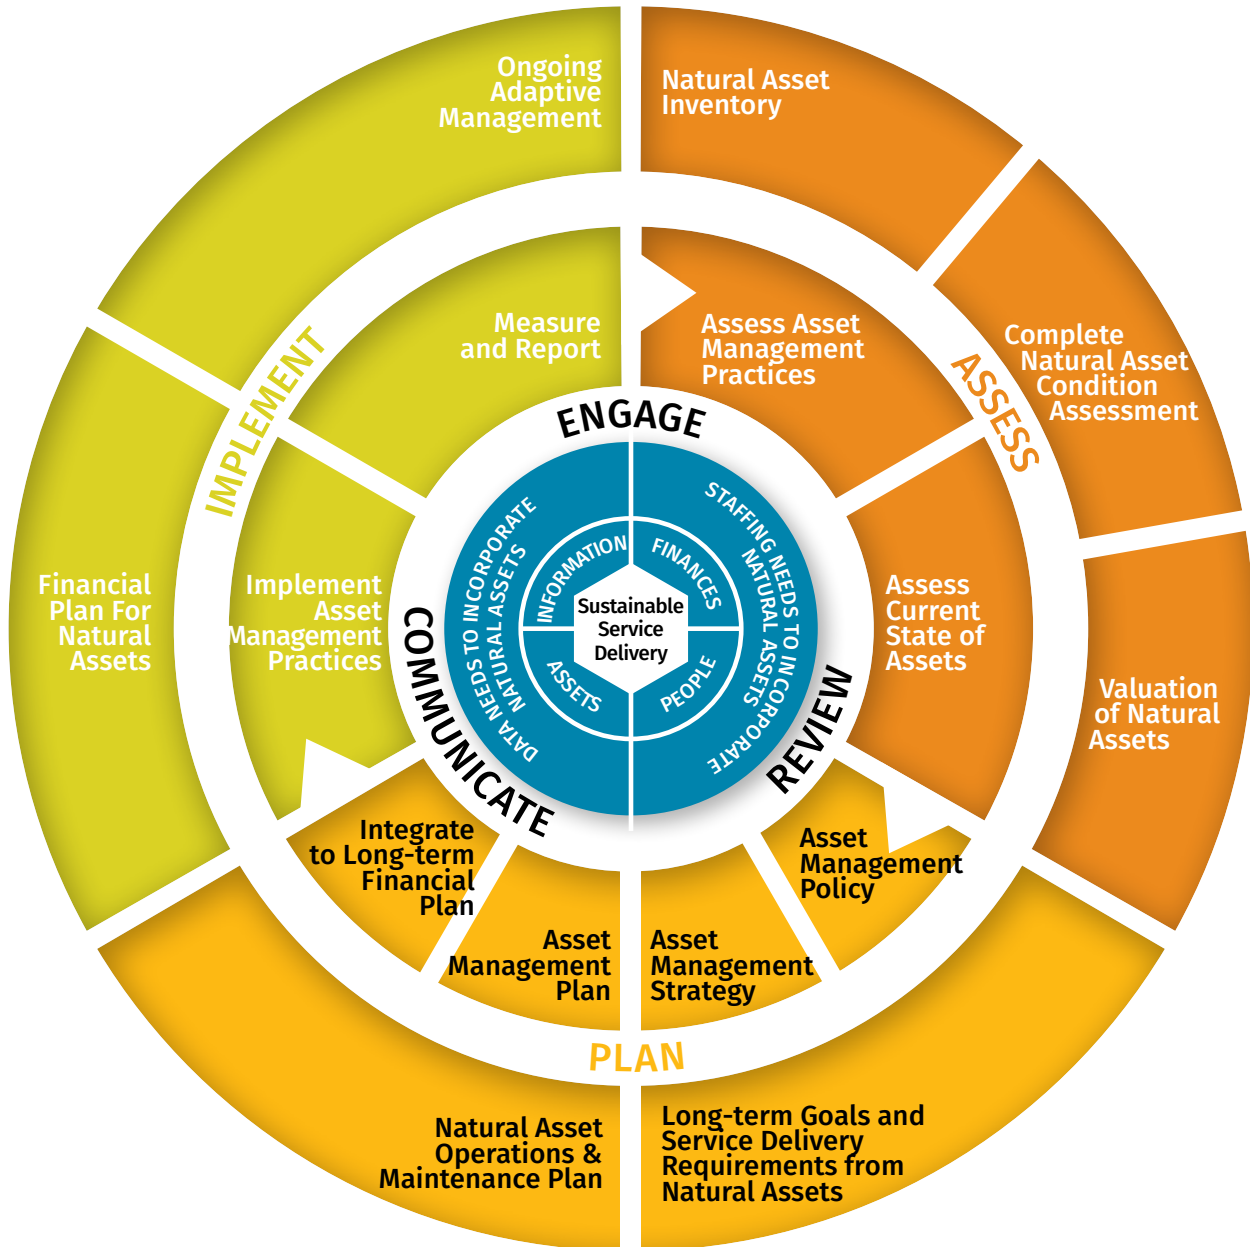 Ongoing
Adaptive
Management
Natural Asset
Inventory
Measure
and Report
Assess Asset
Management
Practices
Complete
Natural Asset
Condition
Assessment
IMPLEMENT
ASSESS
ENGAGE
Financial
Plan For
Natural
Assets
Implement
Asset
Management
Practices
DATA NEEDS TO INCORPORATE
NATURAL ASSETS
INFORMATION
FINANCES
Sustainable
Service
Delivery
ASSETS
PEOPLE
STAFFING NEEDS TO INCORPORATE
NATURAL ASSETS
Assess
Current
State of
Assets
Valuation
of Natural
Assets
COMMUNICATE
REVIEW
Integrate
to Long-term
Financial
Plan
Asset
Management
Plan
Asset
Management
Strategy
Asset
Management
Policy
PLAN
Natural Asset
Operations &
Maintenance Plan
Long-term Goals and
Service Delivery
Requirements from
Natural Assets